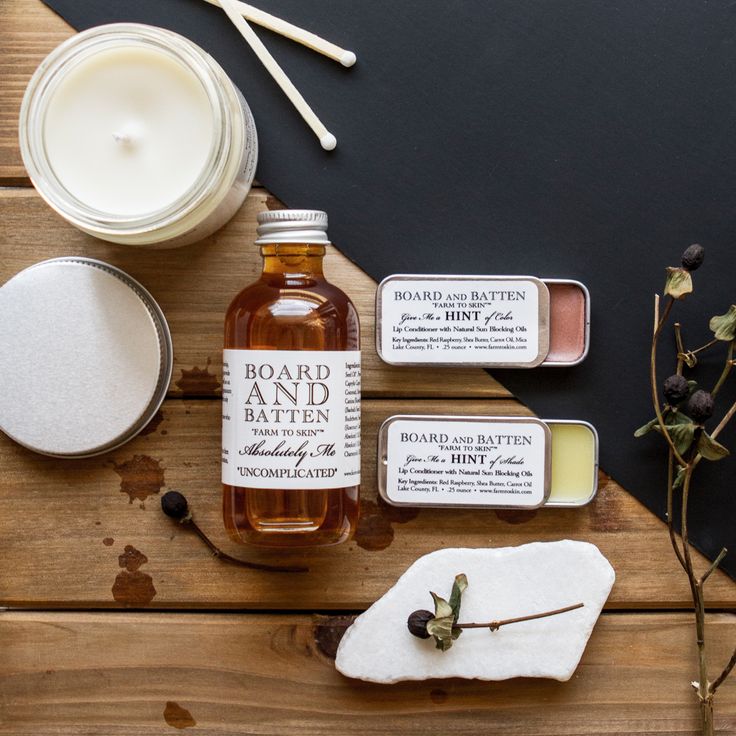 BOARD
AND
BATTEN
"FARM TO SKIN"™
Absolutely Me
"UNCOMPLICATED"
BOARD AND BATTEN
"FARM TO SKIN"™
Give Me a HINT of Color
Lip Conditioner with Natural Sun Blocking Oils
Key Ingredients: Red Raspberry, Shea Butter, Carrot Oil, Mica
Lake County, FL • .25 ounce • www.farmtoskin.com
BOARD AND BATTEN
"FARM TO SKIN"™
Give Me a HINT of Shade
Lip Conditioner with Natural Sun Blocking Oils
Key Ingredients: Red Raspberry, Shea Butter, Carrot Oil
Lake County, FL • .25 ounce • www.farmtoskin.com